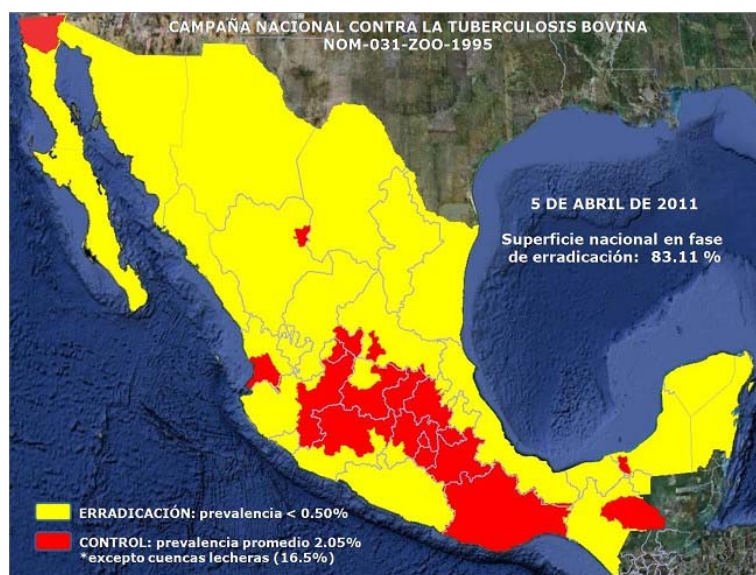 CAMPAÑA NACIONAL CONTRA LA TUBERCULOSIS BOVINA
NOM-031-ZOO-1995
5 DE ABRIL DE 2011
Superficie nacional en fase
de erradicación: 83.11 %
ERRADICACIÓN: prevalencia < 0.50%
CONTROL: prevalencia promedio 2.05%
*excepto cuencas lecheras (16.5%)